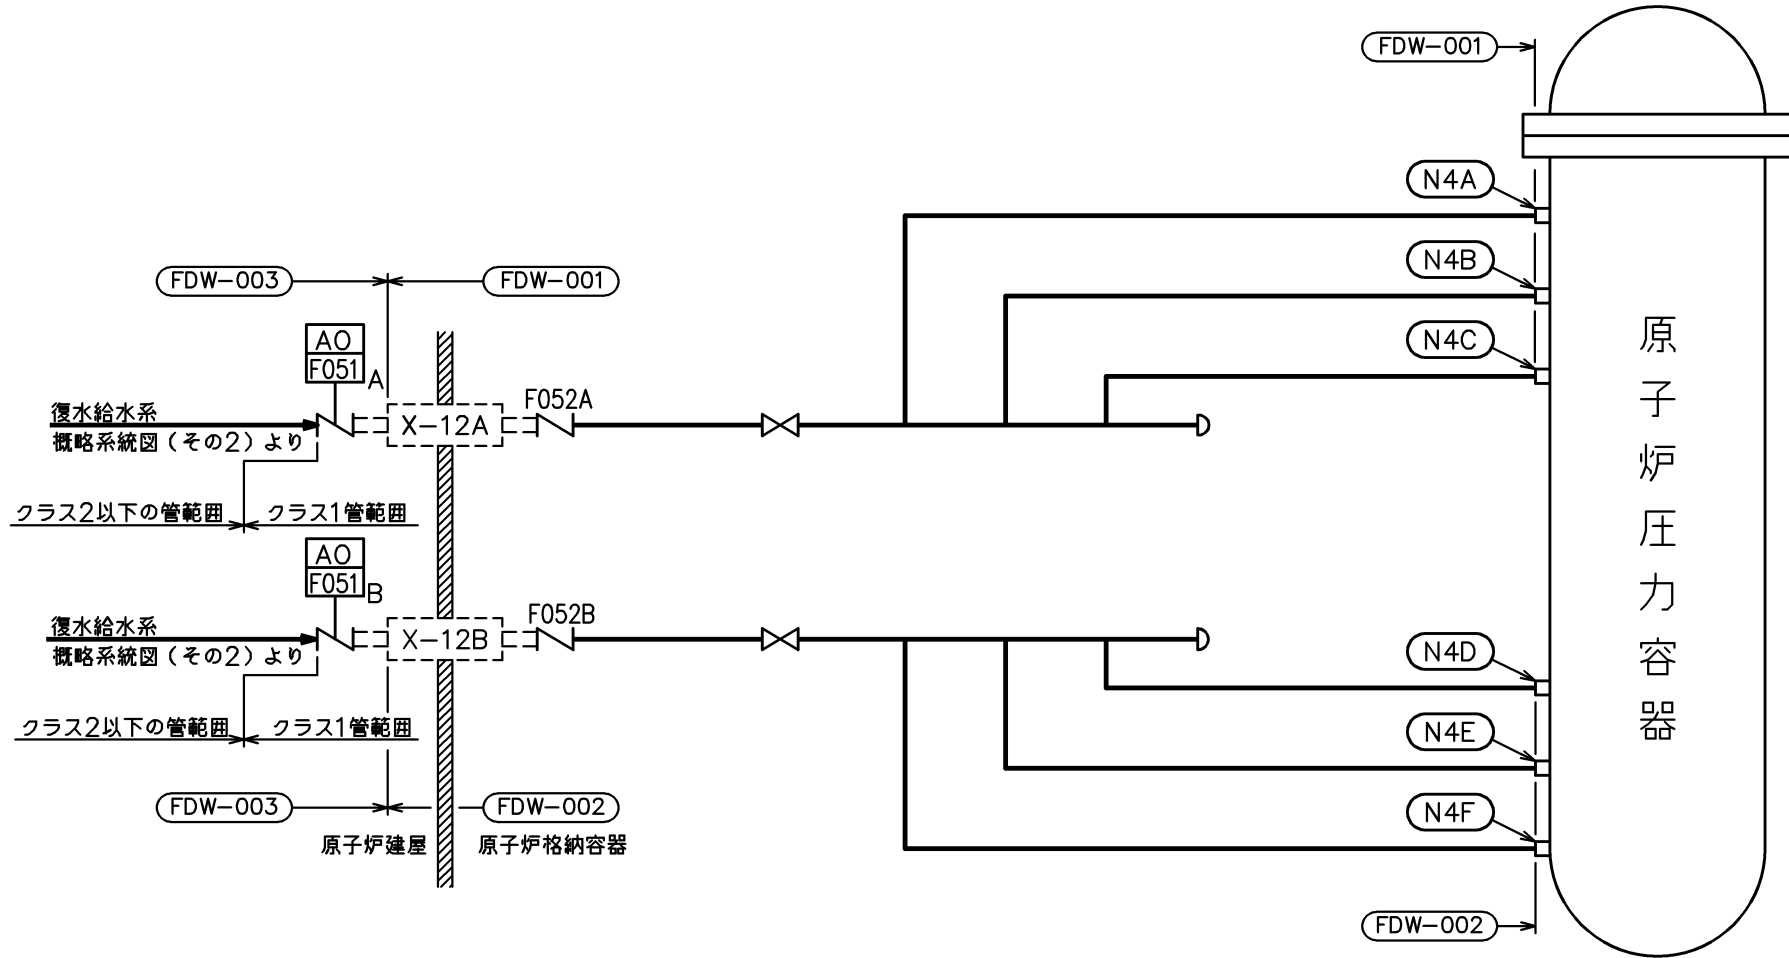 FDW-001
N4A
N4B
FDW-003
FDW-001
N4C
AO
F051
A
F052A
復水給水系
X-12A
概略系統図(その2)より
クラス2以下の管範囲
クラス1管範囲
AO
F051
B
F052B
復水給水系
X-12B
概略系統図(その2)より
N4D
クラス2以下の管範囲
クラス1管範囲
N4E
FDW-003
FDW-002
N4F
原子炉建屋
原子炉格納容器
FDW-002
原子炉圧力容器